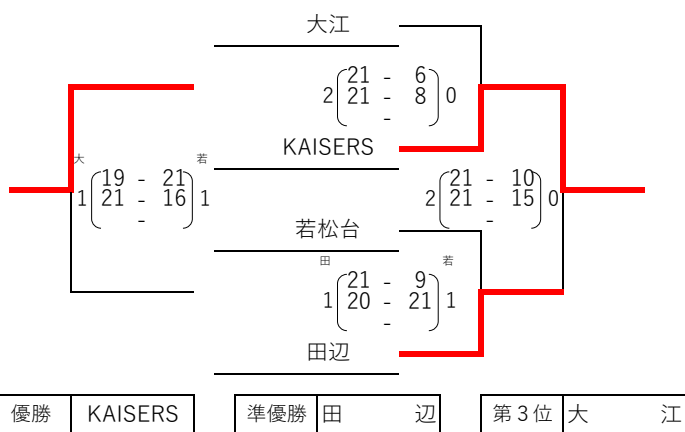 大江
21 - 6
2 21 - 8 0
-
KAISERS
大 若
19 - 21
1 21 - 16 1
-
21 - 10
2 21 - 15 0
-
若松台
田 若
21 - 9
1 20 - 21 1
-
田辺
優勝 KAISERS 準優勝 田 辺 第3位 大 江